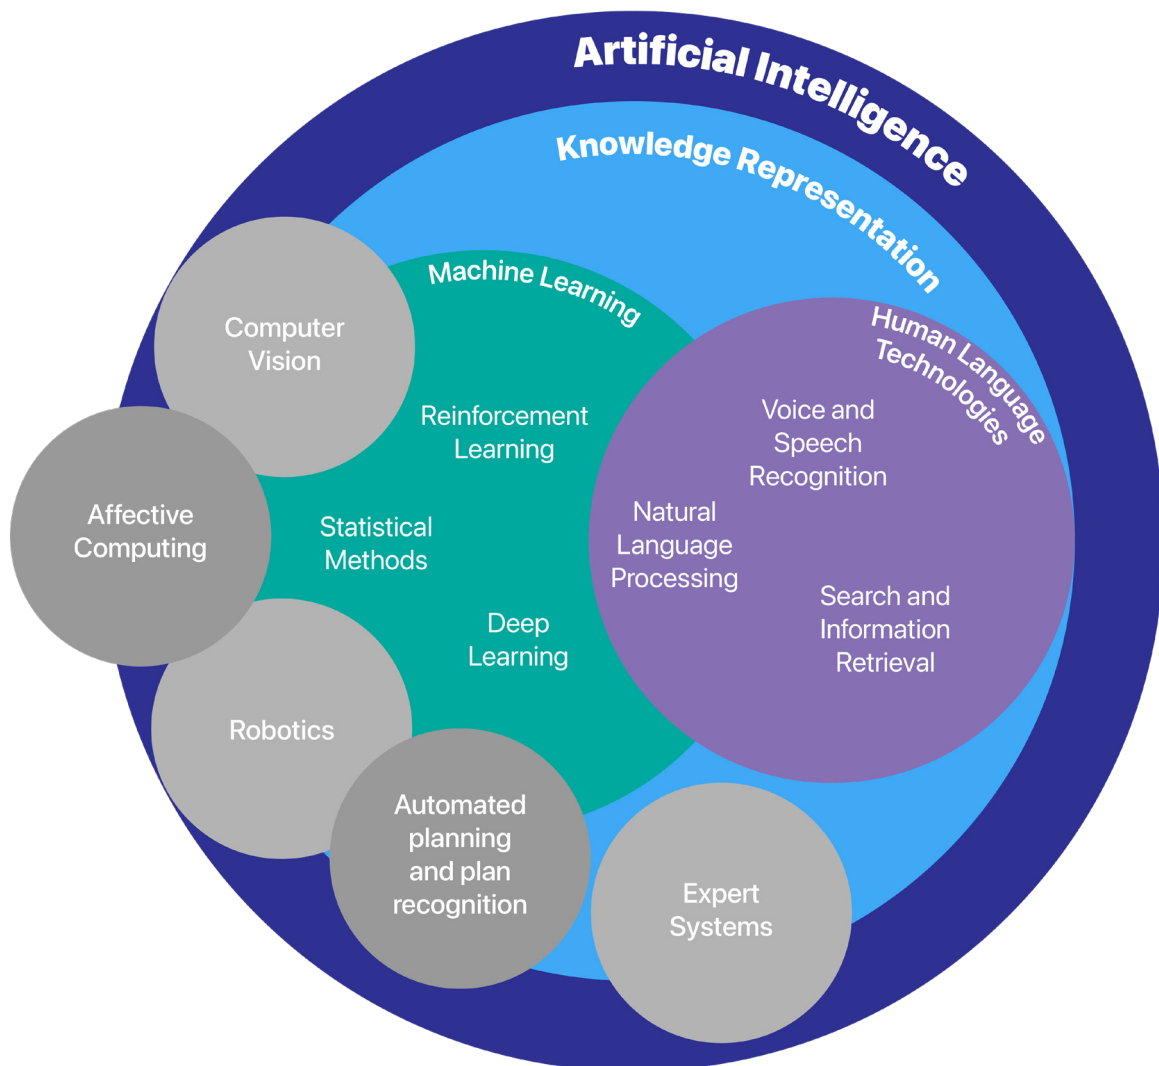 Artificial Intelligence
Knowledge Representation
Machine Learning
Human Language
Technologies
Computer
Vision
Reinforcement
Learning
Voice and
Speech
Recognition
Affective
Computing
Statistical
Methods
Natural
Language
Processing
Deep
Learning
Search and
Information
Retrieval
Robotics
Automated
planning
and plan
recognition
Expert
Systems